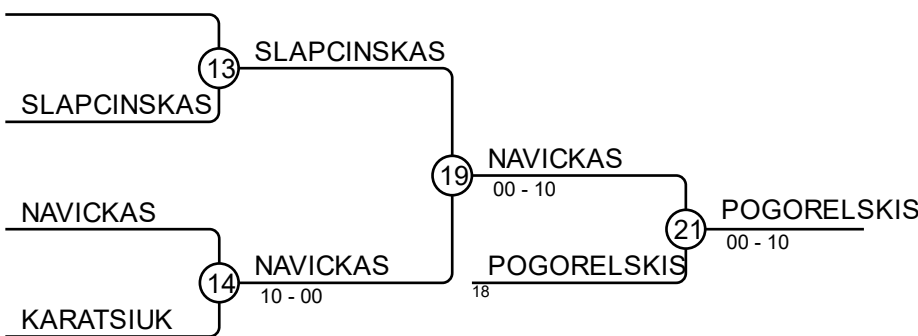 SLAPCINSKAS
13
SLAPCINSKAS
NAVICKAS
14
KARATSIUK
NAVICKAS
10 - 00
19
NAVICKAS
00 - 10
POGORELSKIS
18
21
POGORELSKIS
00 - 10